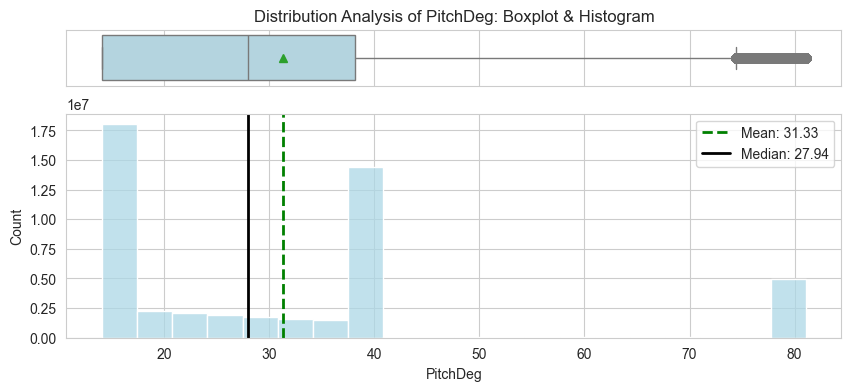 Distribution Analysis of PitchDeg: Boxplot & Histogram
1e7
Mean: 31.33
Median: 27.94
1.75
1.50
1.25
1.00
0.75
0.50
0.25
0.00
Count
20 30 40 50 60 70 80
PitchDeg